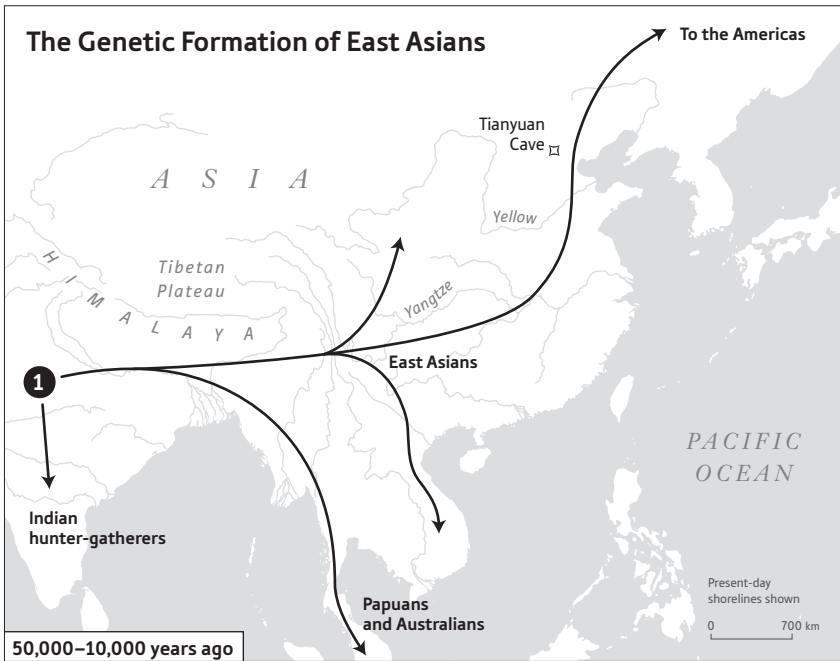 The Genetic Formation of East Asians
To the Americas
Tianyuan
Cave
ASIA
Yellow
HIMALAYA
Tibetan
Plateau
Yangtze
East Asians
1
PACIFIC
OCEAN
Indian
hunter-gatherers
Papuans
and Australians
Present-day
shorelines shown
0 700 km
50,000–10,000 years ago